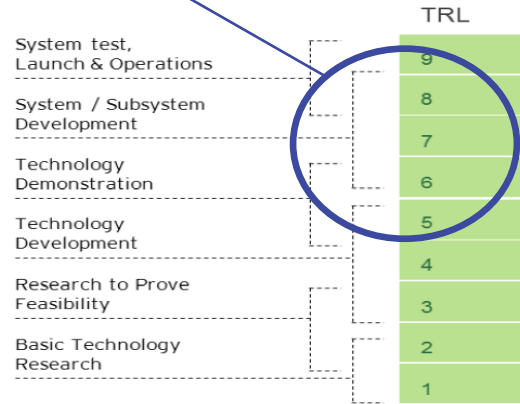 TRL
System test,
Launch & Operations
9
System / Subsystem
Development
8
7
Technology
Demonstration
6
Technology
Development
5
4
Research to Prove
Feasibility
3
Basic Technology
Research
2
1